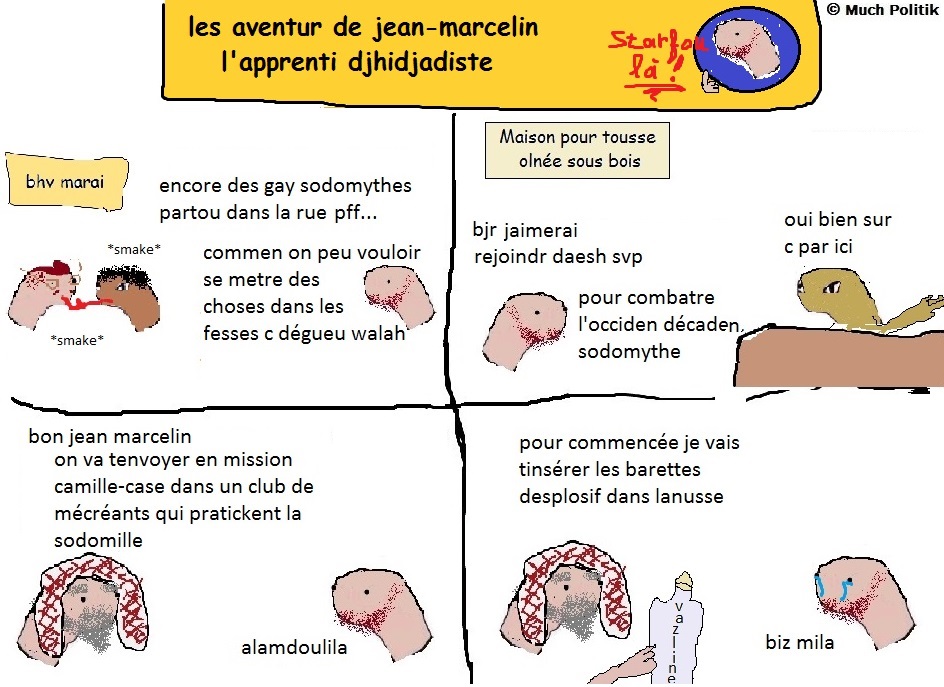 © Much Politik
les aventur de jean-marcelin
l'apprenti djhidjadiste
Starfou
là !
bhv marai
encore des gay sodomythes
partou dans la rue pff...
*smake*
commen on peu vouloir
se metre des
choses dans les
fesses c dégueu walah
*smake*
Maison pour tousse
olnée sous bois
bjr jaimerai
rejoindr daesh svp
pour combatre
l'occiden décaden,
sodomythe
oui bien sur
c par ici
bon jean marcelin
on va tenvoyer en mission
camille-case dans un club de
mécréants qui pratickent la
sodomille
alamdoulila
pour commencée je vais
tinsérer les barettes
desplosif dans lanusse
vazline
biz mila